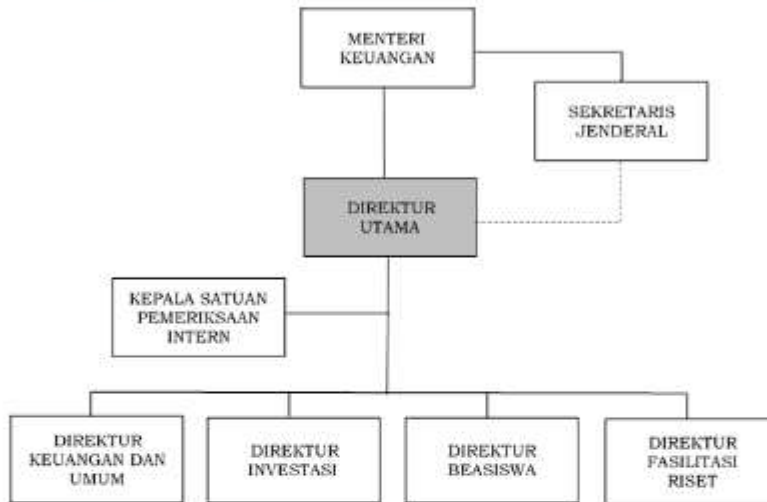 MENTERI
KEUANGAN
SEKRETARIS
JENDERAL
DIREKTUR
UTAMA
KEPALA SATUAN
PEMERIKSAAN
INTERN
DIREKTUR
KEUANGAN DAN
UMUM
DIREKTUR
INVESTASI
DIREKTUR
BEASISWA
DIREKTUR
FASILITASI
RISET